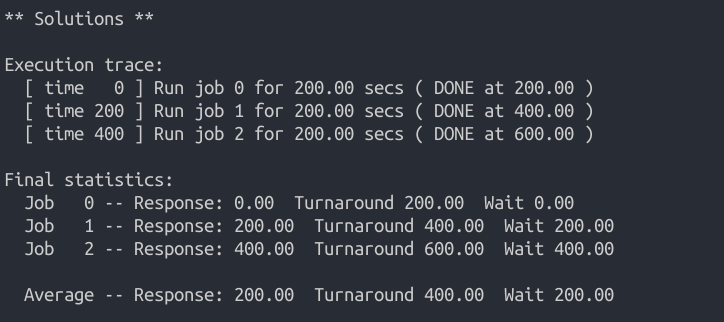 ** Solutions **
Execution trace:
[ time   0 ] Run job 0 for 200.00 secs ( DONE at 200.00 )
[ time 200 ] Run job 1 for 200.00 secs ( DONE at 400.00 )
[ time 400 ] Run job 2 for 200.00 secs ( DONE at 600.00 )
Final statistics:
Job   0 -- Response: 0.00  Turnaround 200.00  Wait 0.00
Job   1 -- Response: 200.00  Turnaround 400.00  Wait 200.00
Job   2 -- Response: 400.00  Turnaround 600.00  Wait 400.00
Average -- Response: 200.00  Turnaround 400.00  Wait 200.00